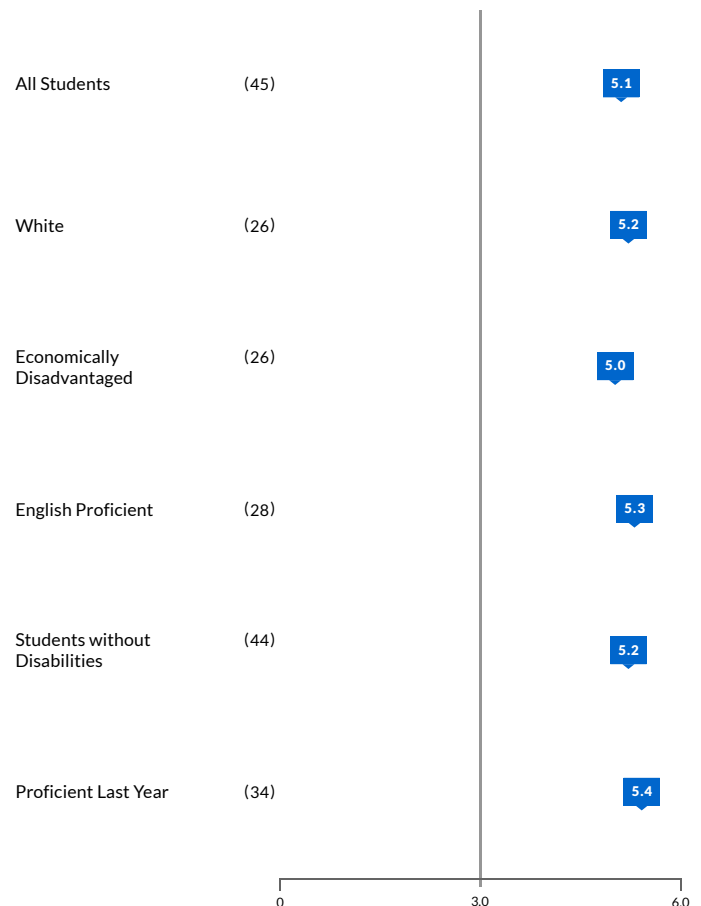 All Students (45) 5.1
White (26) 5.2
Economically (26) 5.0
Disadvantaged
English Proficient (28) 5.3
Students without (44) 5.2
Disabilities
Proficient Last Year (34) 5.4
0 3.0 6.0